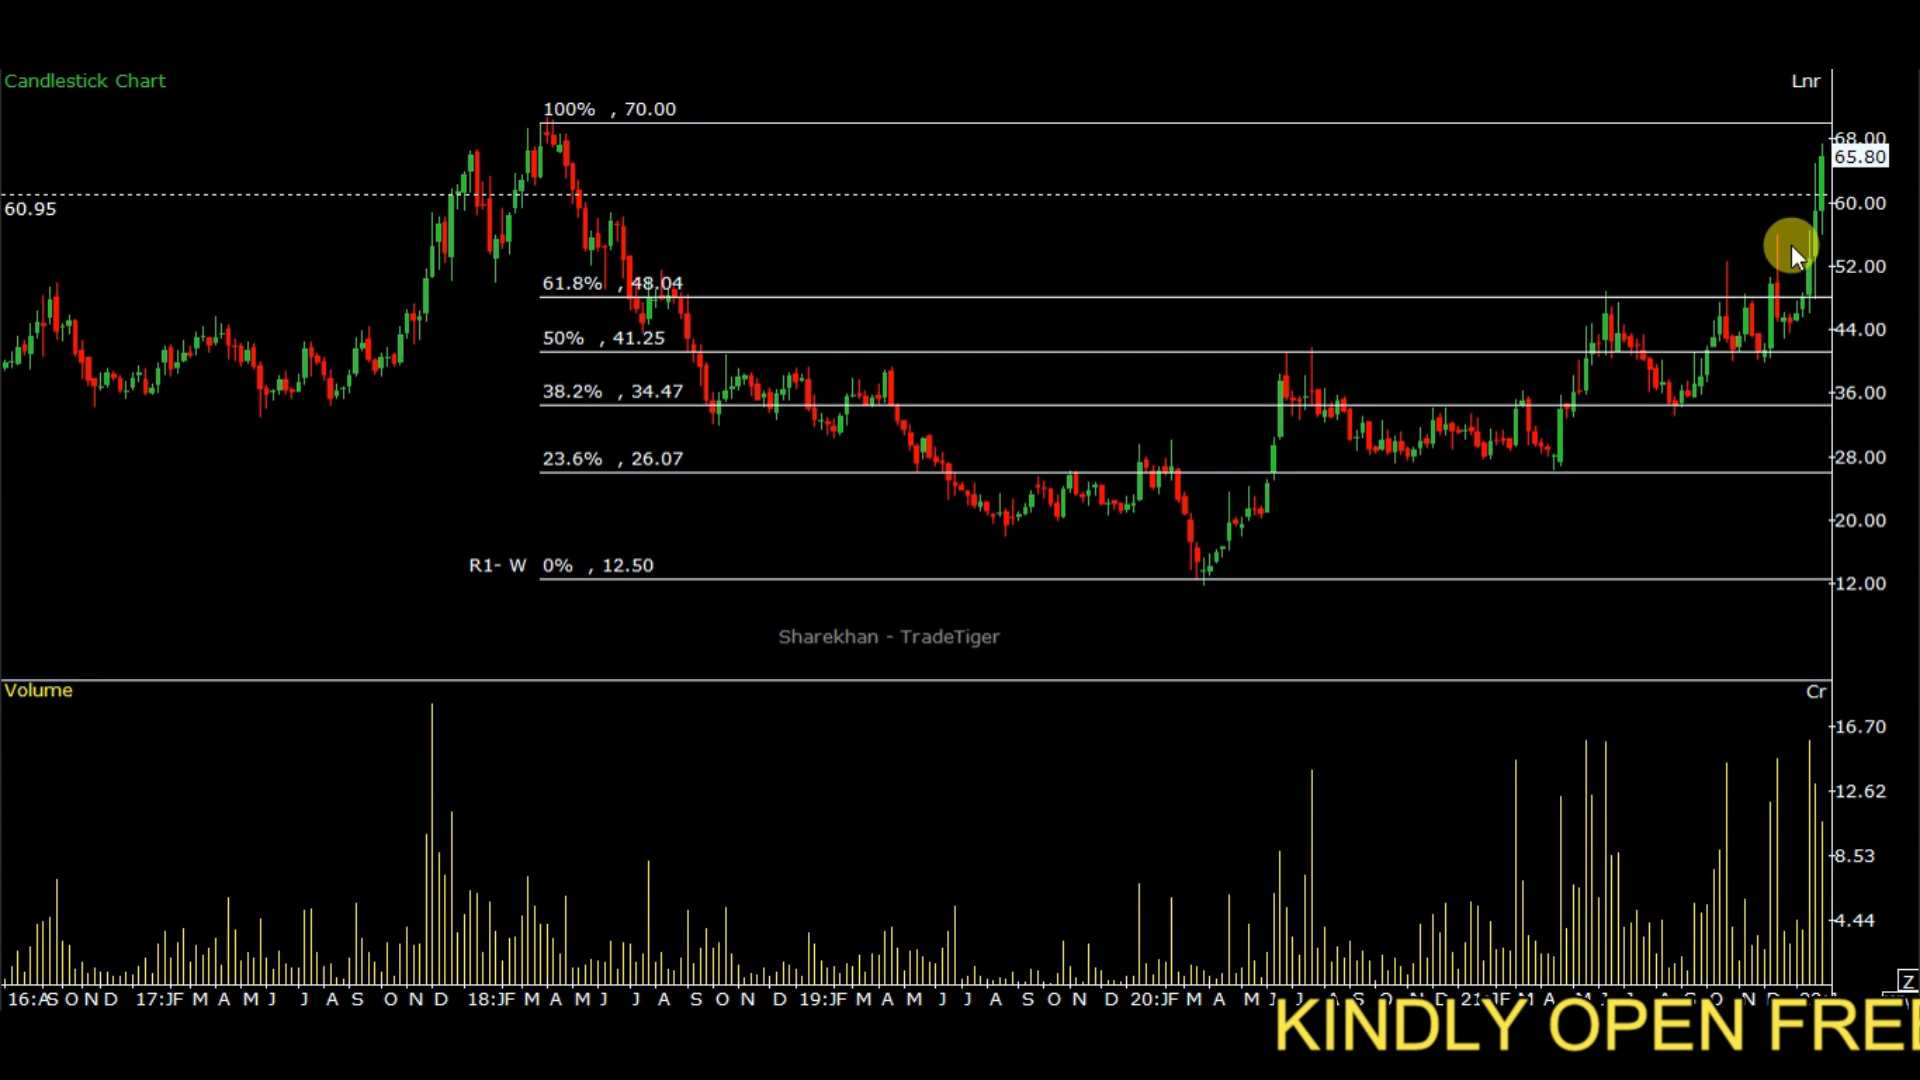 Candlestick Chart
Lnr
100% , 70.00
68.00
65.80
60.95
60.00
52.00
61.8% , 48.04
50% , 41.25
44.00
38.2% , 34.47
36.00
23.6% , 26.07
28.00
20.00
R1- W 0% , 12.50
12.00
Sharekhan - TradeTiger
Volume
Cr
16.70
12.62
8.53
4.44
Z
16:A S O N D 17:JF M A M J J A S O N D 18:JF M A M J J A S O N D 19:JF M A M J J A S O N D 20:JF M A M
KINDLY OPEN FREE